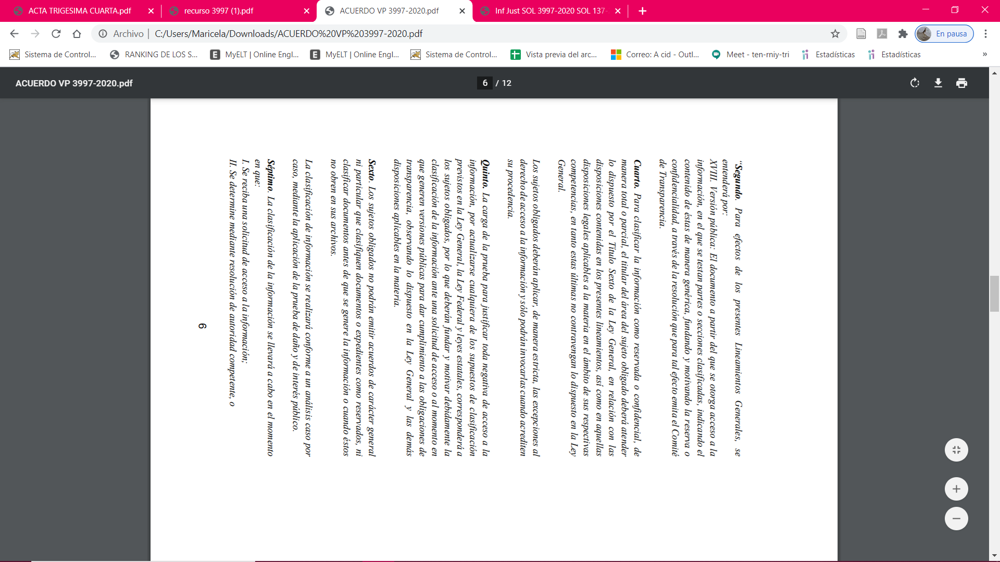 ACTA TRIGESIMA CUARTA.pdf
recurso 3997 (1).pdf
ACUERDO VP 3997-2020.pdf
Inf Just SOL 3997-2020 SOL 137-
Archivo
C:/Users/Maricela/Downloads/ACUERDO%20VP%203997-2020.pdf
En pausa
Sistema de Control...
RANKING DE LOS S...
MyELT | Online Engl...
MyELT | Online Engl...
Sistema de Control...
Vista previa del arc...
Correo: A cid - Outl...
Meet - ten-rniy-tri
Estadísticas
Estadísticas
»
ACUERDO VP 3997-2020.pdf
6 / 12
“Segundo. Para efectos de los presentes Lineamientos Generales, se
entenderá por:
XVIII. Versión pública: El documento a partir del que se otorga acceso a la
información, en el que se testan partes o secciones clasificadas, indicando el
contenido de éstas de manera genérica, fundando y motivando la reserva o
confidencialidad, a través de la resolución que para tal efecto emita el Comité
de Transparencia.
Cuarto. Para clasificar la información como reservada o confidencial, de
manera total o parcial, el titular del área del sujeto obligado deberá atender
lo dispuesto por el Título Sexto de la Ley General, en relación con las
disposiciones contenidas en los presentes lineamientos, así como en aquellas
disposiciones legales aplicables a la materia en el ámbito de sus respectivas
competencias, en tanto estas últimas no contravengan lo dispuesto en la Ley
General.
Los sujetos obligados deberán aplicar, de manera estricta, las excepciones al
derecho de acceso a la información y sólo podrán invocarlas cuando acrediten
su procedencia.
Quinto. La carga de la prueba para justificar toda negativa de acceso a la
información, por actualizarse cualquiera de los supuestos de clasificación
previstos en la Ley General, la Ley Federal y leyes estatales, corresponderá a
los sujetos obligados, por lo que deberán fundar y motivar debidamente la
clasificación de la información ante una solicitud de acceso o al momento en
que generen versiones públicas para dar cumplimiento a las obligaciones de
transparencia, observando lo dispuesto en la Ley General y las demás
disposiciones aplicables en la materia.
Sexto. Los sujetos obligados no podrán emitir acuerdos de carácter general
ni particular que clasifiquen documentos o expedientes como reservados, ni
clasificar documentos antes de que se genere la información o cuando éstos
no obren en sus archivos.
La clasificación de información se realizará conforme a un análisis caso por
caso, mediante la aplicación de la prueba de daño y de interés público.
Séptimo. La clasificación de la información se llevará a cabo en el momento
en que:
I. Se reciba una solicitud de acceso a la información;
II. Se determine mediante resolución de autoridad competente, o
6